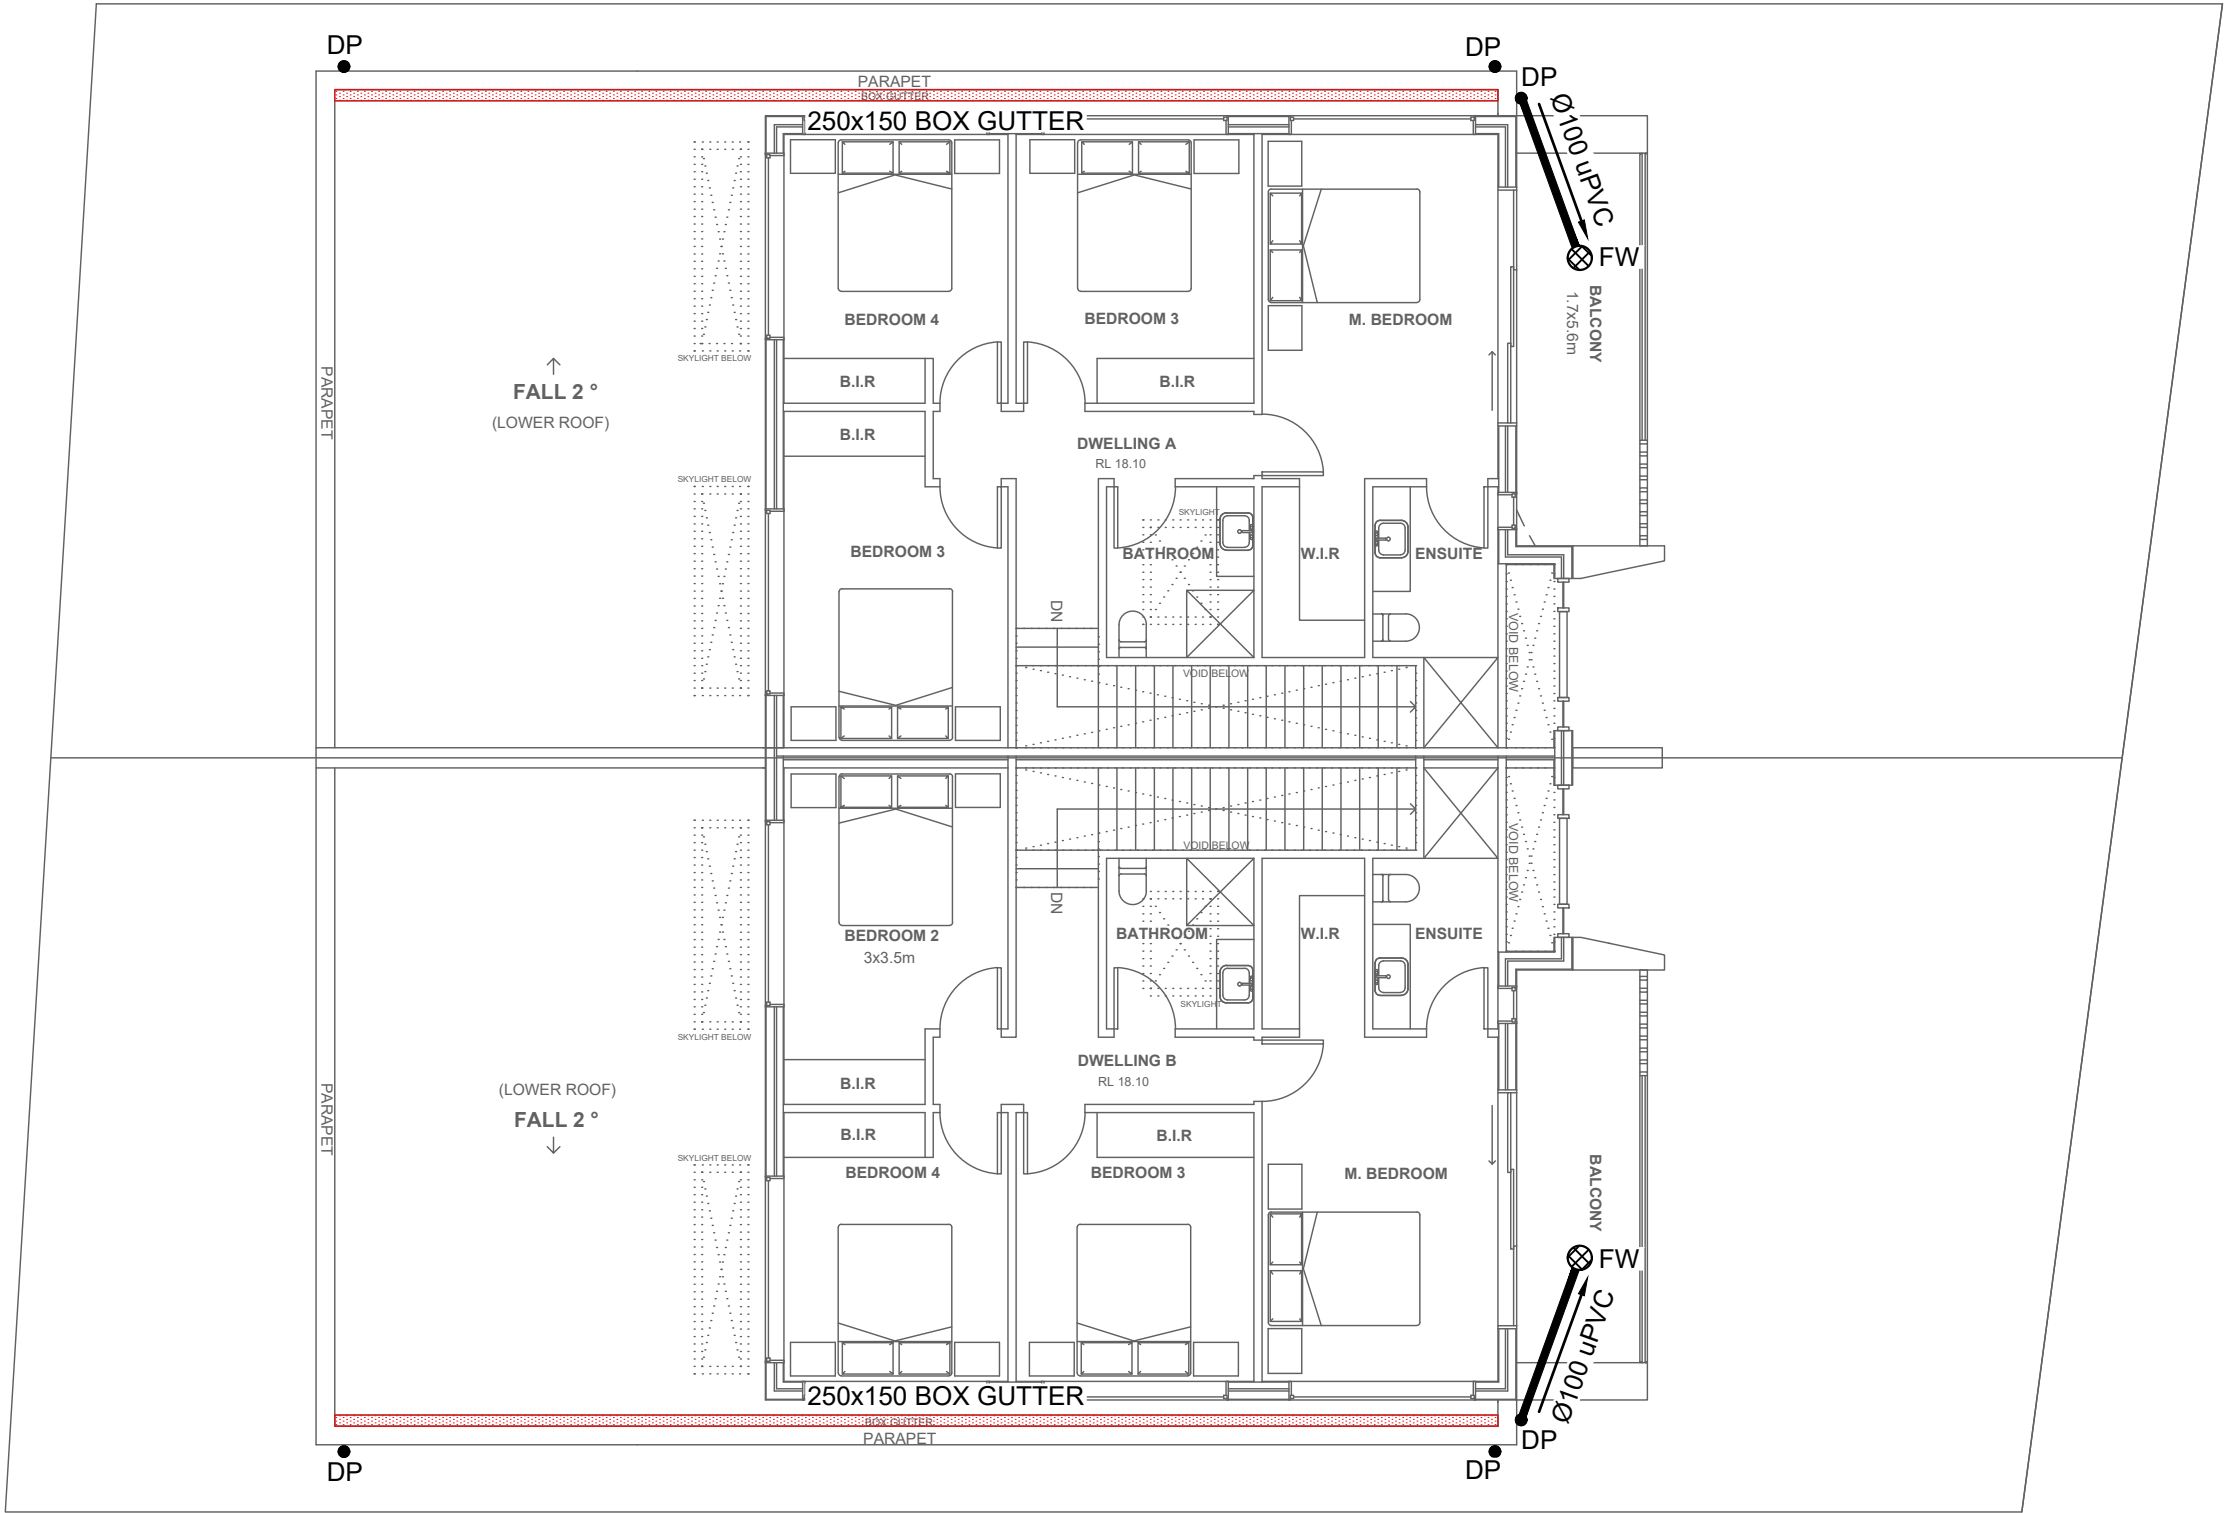 DP
DP
DP
PARAPET
BOX GUTTER
250x150 BOX GUTTER
Ø100 uPVC
FW
BALCONY
1.7x5.6m
BEDROOM 4
BEDROOM 3
M. BEDROOM
SKYLIGHT BELOW
PARAPET
FALL 2 °
(LOWER ROOF)
B.I.R
B.I.R
B.I.R
DWELLING A
RL 18.10
SKYLIGHT BELOW
SKYLIGHT
BEDROOM 3
BATHROOM
W.I.R
ENSUITE
DN
VOID BELOW
VOID BELOW
VOID BELOW
VOID BELOW
DN
BEDROOM 2
3x3.5m
BATHROOM
W.I.R
ENSUITE
SKYLIGHT
SKYLIGHT BELOW
DWELLING B
RL 18.10
(LOWER ROOF)
FALL 2 °
PARAPET
B.I.R
B.I.R
B.I.R
SKYLIGHT BELOW
BEDROOM 4
BEDROOM 3
M. BEDROOM
BALCONY
FW
Ø100 uPVC
250x150 BOX GUTTER
BOX GUTTER
PARAPET
DP
DP
DP